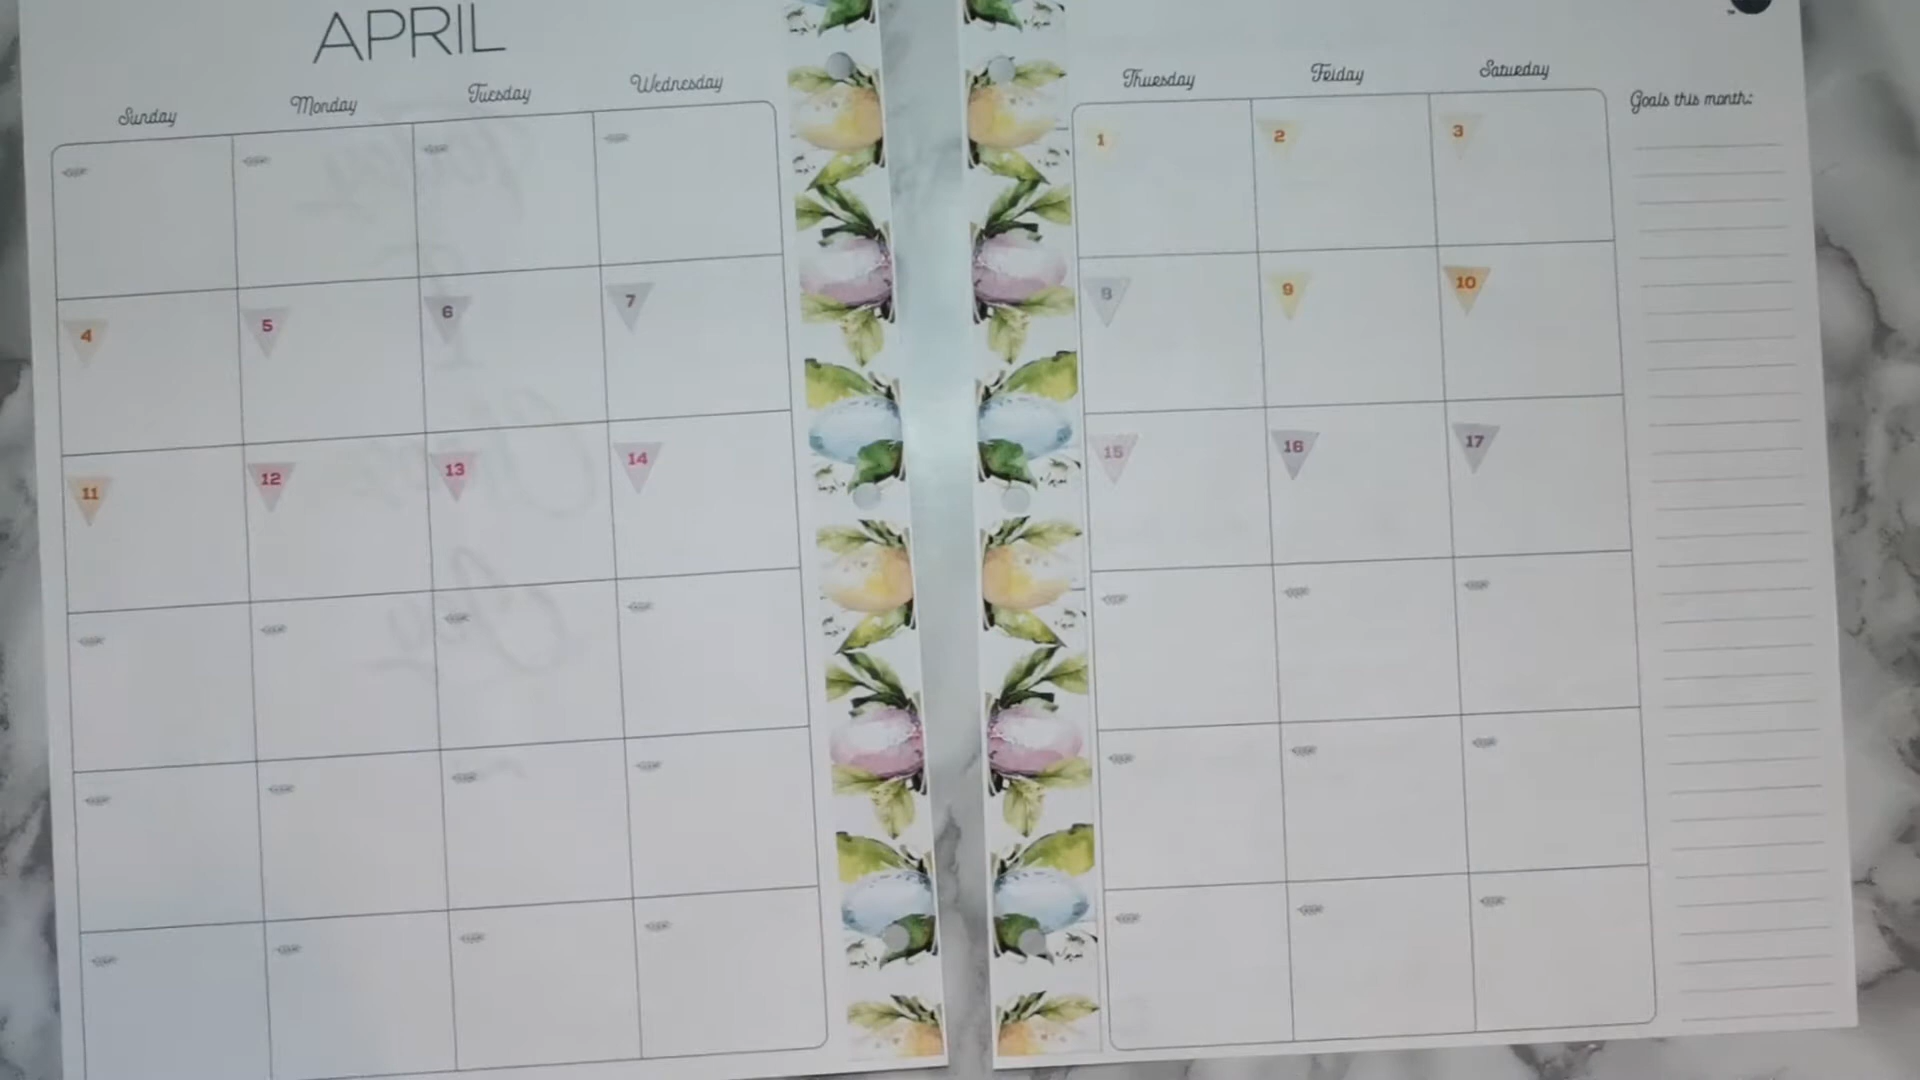 APRIL
Sunday Monday Tuesday Wednesday Thursday Friday Saturday
Goals this month:
1 2 3
4 5 6 7 8 9 10
11 12 13 14 15 16 17